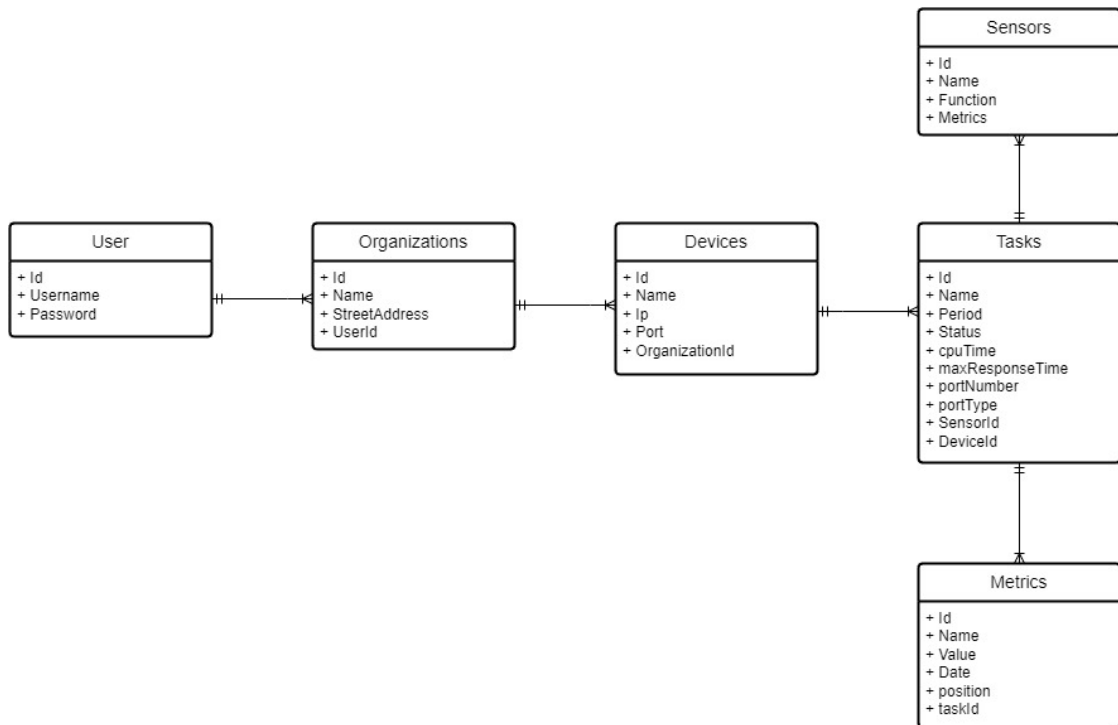 Sensors
+ Id
+ Name
+ Function
+ Metrics
User
+ Id
+ Username
+ Password
Organizations
+ Id
+ Name
+ StreetAddress
+ UserId
Devices
+ Id
+ Name
+ Ip
+ Port
+ OrganizationId
Tasks
+ Id
+ Name
+ Period
+ Status
+ cpuTime
+ maxResponseTime
+ portNumber
+ portType
+ SensorId
+ DeviceId
Metrics
+ Id
+ Name
+ Value
+ Date
+ position
+ taskId